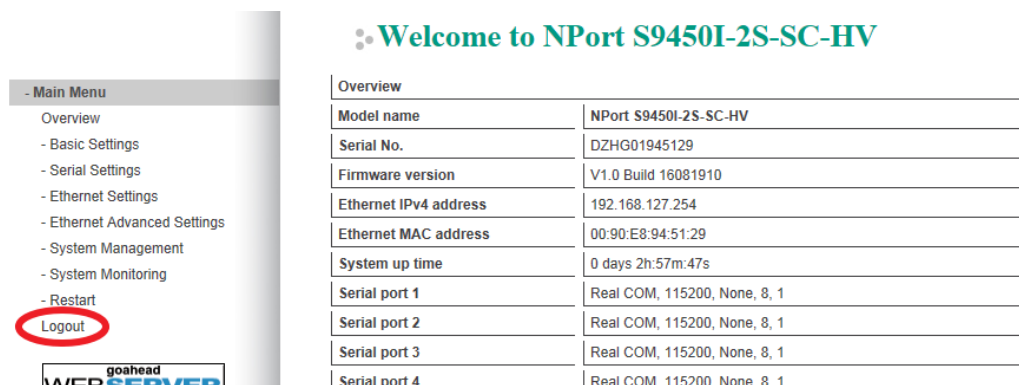 Welcome to NPort S9450I-2S-SC-HV
- Main Menu
Overview
- Basic Settings
- Serial Settings
- Ethernet Settings
- Ethernet Advanced Settings
- System Management
- System Monitoring
- Restart
Logout
goahead
WEBSERVER
Overview
Model name NPort S9450I-2S-SC-HV
Serial No. DZHG01945129
Firmware version V1.0 Build 16081910
Ethernet IPv4 address 192.168.127.254
Ethernet MAC address 00:90:E8:94:51:29
System up time 0 days 2h:57m:47s
Serial port 1 Real COM, 115200, None, 8, 1
Serial port 2 Real COM, 115200, None, 8, 1
Serial port 3 Real COM, 115200, None, 8, 1
Serial port 4 Real COM, 115200, None, 8, 1